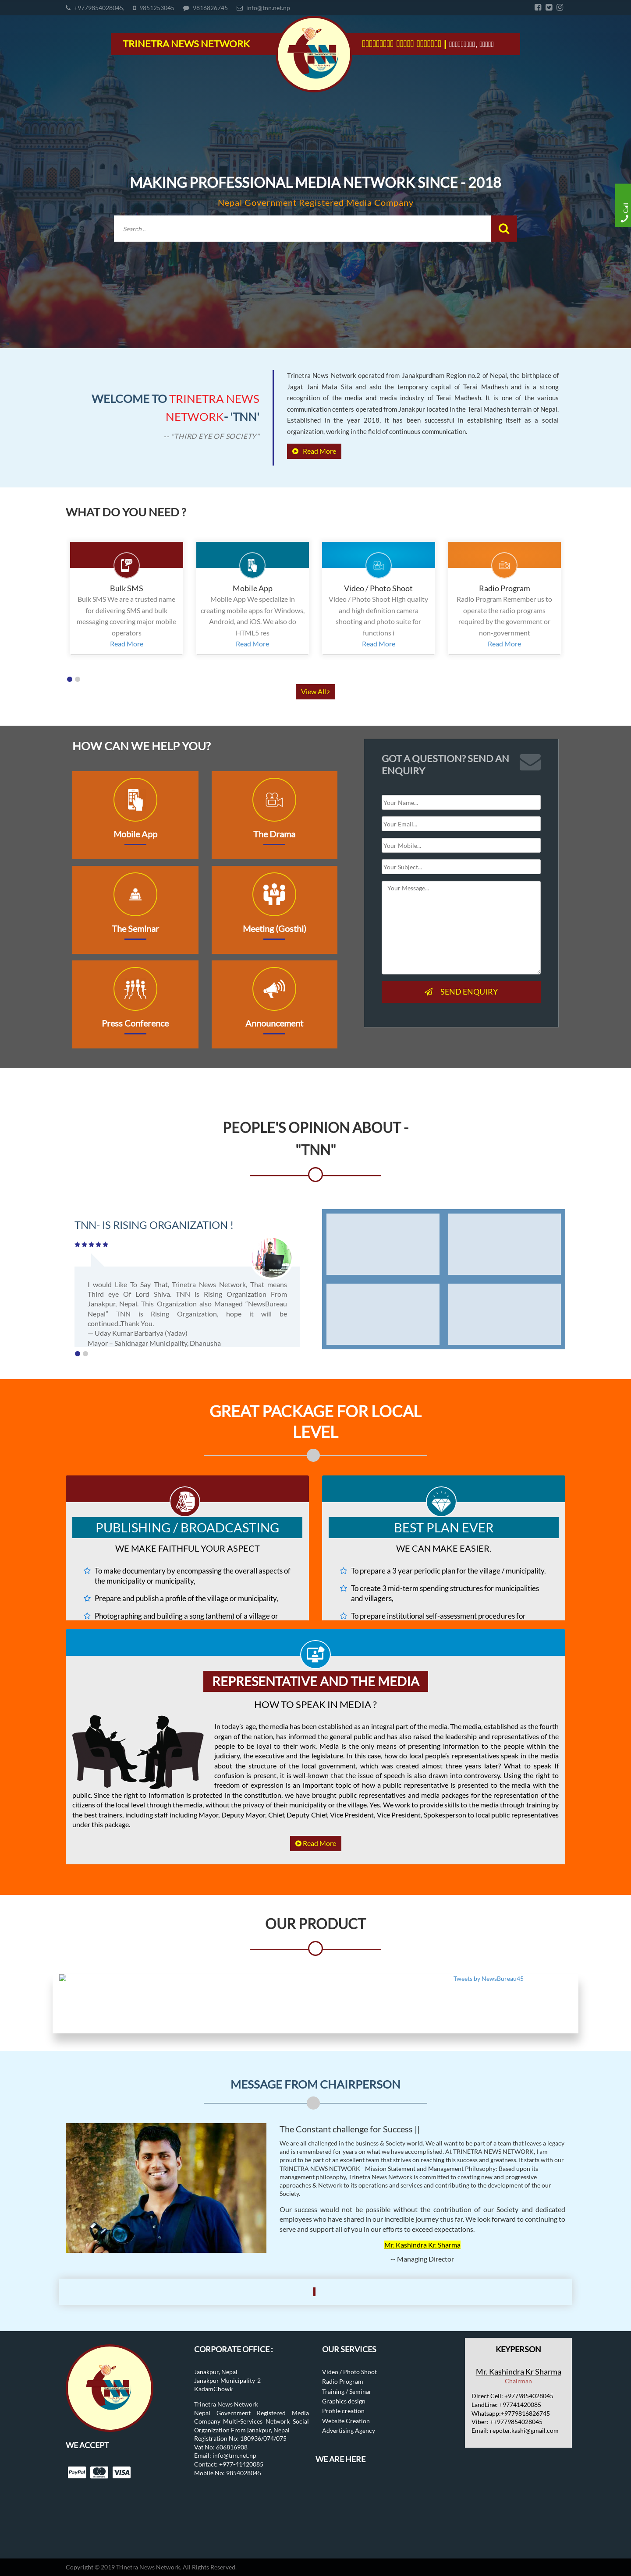 +9779854028045, 9851253045 9816826745 info@tnn.net.np
TRINETRA NEWS NETWORK
Call
MAKING PROFESSIONAL MEDIA NETWORK SINCE - 2018
Nepal Government Registered Media Company
Search ..
WELCOME TO TRINETRA NEWS
NETWORK- 'TNN'
-- "THIRD EYE OF SOCIETY"
Trinetra News Network operated from Janakpurdham Region no.2 of Nepal, the birthplace of
Jagat Jani Mata Sita and aslo the temporary capital of Terai Madhesh and is a strong
recognition of the media and media industry of Terai Madhesh. It is one of the various
communication centers operated from Janakpur located in the Terai Madhesh terrain of Nepal.
Established in the year 2018, it has been successful in establishing itself as a social
organization, working in the field of continuous communication.
Read More
WHAT DO YOU NEED ?
Bulk SMS
Bulk SMS We are a trusted name
for delivering SMS and bulk
messaging covering major mobile
operators
Read More
Mobile App
Mobile App We specialize in
creating mobile apps for Windows,
Android, and iOS. We also do
HTML5 res
Read More
Video / Photo Shoot
Video / Photo Shoot High quality
and high definition camera
shooting and photo suite for
functions i
Read More
Radio Program
Radio Program Remember us to
operate the radio programs
required by the government or
non-government
Read More
View All
HOW CAN WE HELP YOU?
Mobile App
The Drama
The Seminar
Meeting (Gosthi)
Press Conference
Announcement
GOT A QUESTION? SEND AN
ENQUIRY
Your Name...
Your Email...
Your Mobile...
Your Subject...
Your Message...
SEND ENQUIRY
PEOPLE'S OPINION ABOUT -
"TNN"
TNN- IS RISING ORGANIZATION !
I would Like To Say That, Trinetra News Network, That means
Third eye Of Lord Shiva. TNN is Rising Organization From
Janakpur, Nepal. This Organization also Managed "NewsBureau
Nepal" TNN is Rising Organization, hope it will be
continued..Thank You.
— Uday Kumar Barbariya (Yadav)
Mayor – Sahidnagar Municipality, Dhanusha
GREAT PACKAGE FOR LOCAL
LEVEL
PUBLISHING / BROADCASTING
WE MAKE FAITHFUL YOUR ASPECT
To make documentary by encompassing the overall aspects of
the municipality or municipality,
Prepare and publish a profile of the village or municipality,
Photographing and building a song (anthem) of a village or
BEST PLAN EVER
WE CAN MAKE EASIER.
To prepare a 3 year periodic plan for the village / municipality.
To create 3 mid-term spending structures for municipalities
and villagers,
To prepare institutional self-assessment procedures for
REPRESENTATIVE AND THE MEDIA
HOW TO SPEAK IN MEDIA ?
In today's age, the media has been established as an integral part of the media. The media, established as the fourth
organ of the nation, has informed the general public and has also raised the leadership and representatives of the
people to be loyal to their work. Media is the only means of presenting information to the people within the
judiciary, the executive and the legislature. In this case, how do local people's representatives speak in the media
about the structure of the local government, which was created almost three years later? What to speak If
confusion is present, it is well-known that the issue of speech is also drawn into controversy. Using the right to
freedom of expression is an important topic of how a public representative is presented to the media with the
public. Since the right to information is protected in the constitution, we have brought public representatives and media packages for the representation of the
citizens of the local level through the media, without the privacy of their municipality of the village. Yes. We work to provide skills to the media through training by
the best trainers, including staff including Mayor, Deputy Mayor, Chief, Deputy Chief, Vice President, Vice President, Spokesperson to local public representatives
under this package.
Read More
OUR PRODUCT
Tweets by NewsBureau45
MESSAGE FROM CHAIRPERSON
The Constant challenge for Success ||
We are all challenged in the business & Society world. We all want to be part of a team that leaves a legacy
and is remembered for years on what we have accomplished. At TRINETRA NEWS NETWORK, I am
proud to be part of an excellent team that strives on reaching this success and greatness. It starts with our
TRINETRA NEWS NETWORK - Mission Statement and Management Philosophy: Based upon its
management philosophy, Trinetra News Network is committed to creating new and progressive
approaches & Network to its operations and services and contributing to the development of the our
Society.
Our success would not be possible without the contribution of our Society and dedicated
employees who have shared in our incredible journey thus far. We look forward to continuing to
serve and support all of you in our efforts to exceed expectations.
Mr. Kashindra Kr. Sharma
-- Managing Director
WE ACCEPT
PayPal MasterCard VISA
CORPORATE OFFICE :
Janakpur, Nepal
Janakpur Municipality-2
KadamChowk
Trinetra News Network
Nepal Government Registered Media
Company Multi-Services Network Social
Organization From janakpur, Nepal
Registration No: 180936/074/075
Vat No: 606816908
Email: info@tnn.net.np
Contact: +977-41420085
Mobile No: 9854028045
OUR SERVICES
Video / Photo Shoot
Radio Program
Training / Seminar
Graphics design
Profile creation
Website Creation
Advertising Agency
WE ARE HERE
KEYPERSON
Mr. Kashindra Kr Sharma
Chairman
Direct Cell: +9779854028045
LandLine: +97741420085
Whatsapp:+9779816826745
Viber: ++9779854028045
Email: repoter.kashi@gmail.com
Copyright © 2019 Trinetra News Network, All Rights Reserved.